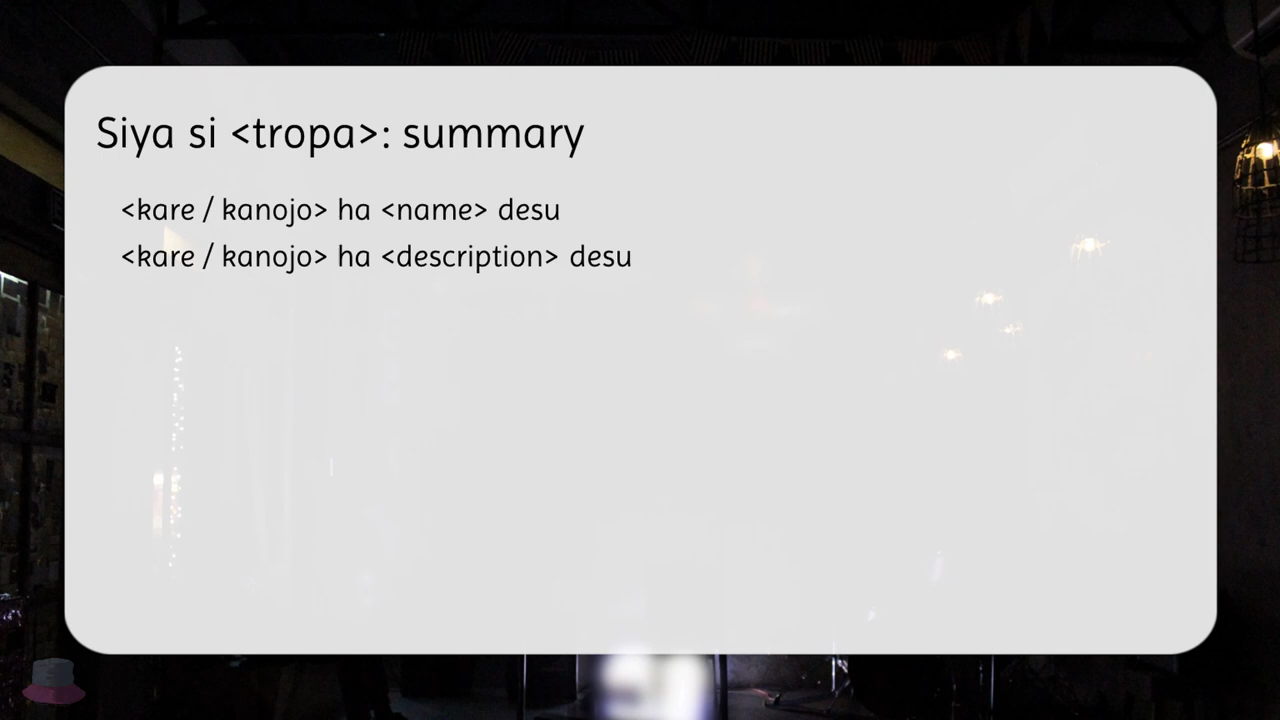 Siya si <tropa>: summary
<kare / kanojo> ha <name> desu
<kare / kanojo> ha <description> desu